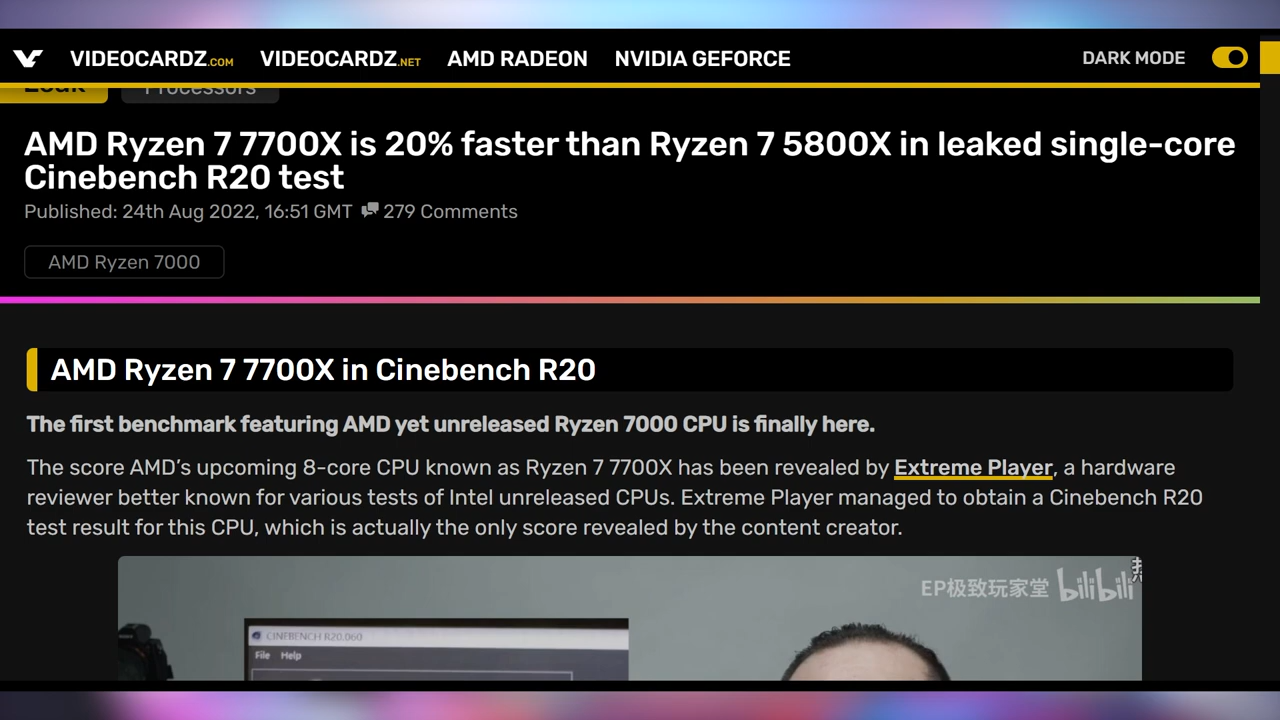 VIDEOCARDZ.COM VIDEOCARDZ.NET AMD RADEON NVIDIA GEFORCE DARK MODE
Leak Processors
AMD Ryzen 7 7700X is 20% faster than Ryzen 7 5800X in leaked single-core
Cinebench R20 test
Published: 24th Aug 2022, 16:51 GMT 279 Comments
AMD Ryzen 7000
AMD Ryzen 7 7700X in Cinebench R20
The first benchmark featuring AMD yet unreleased Ryzen 7000 CPU is finally here.
The score AMD’s upcoming 8-core CPU known as Ryzen 7 7700X has been revealed by Extreme Player, a hardware
reviewer better known for various tests of Intel unreleased CPUs. Extreme Player managed to obtain a Cinebench R20
test result for this CPU, which is actually the only score revealed by the content creator.
EP极致玩家堂 bilibili
CINEBENCH R20.060
File Help